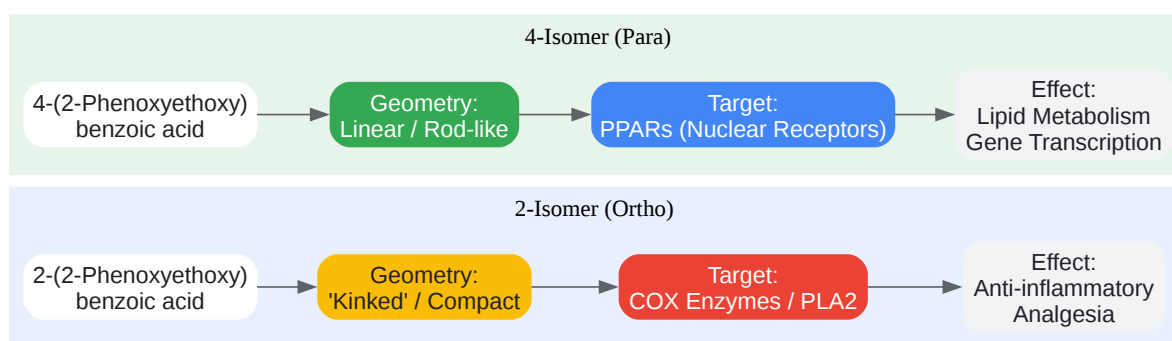 4-Isomer (Para)
4-(2-Phenoxyethoxy)
benzoic acid
Geometry:
Linear / Rod-like
Target:
PPARs (Nuclear Receptors)
Effect:
Lipid Metabolism
Gene Transcription
2-Isomer (Ortho)
2-(2-Phenoxyethoxy)
benzoic acid
Geometry:
'Kinked' / Compact
Target:
COX Enzymes / PLA2
Effect:
Anti-inflammatory
Analgesia